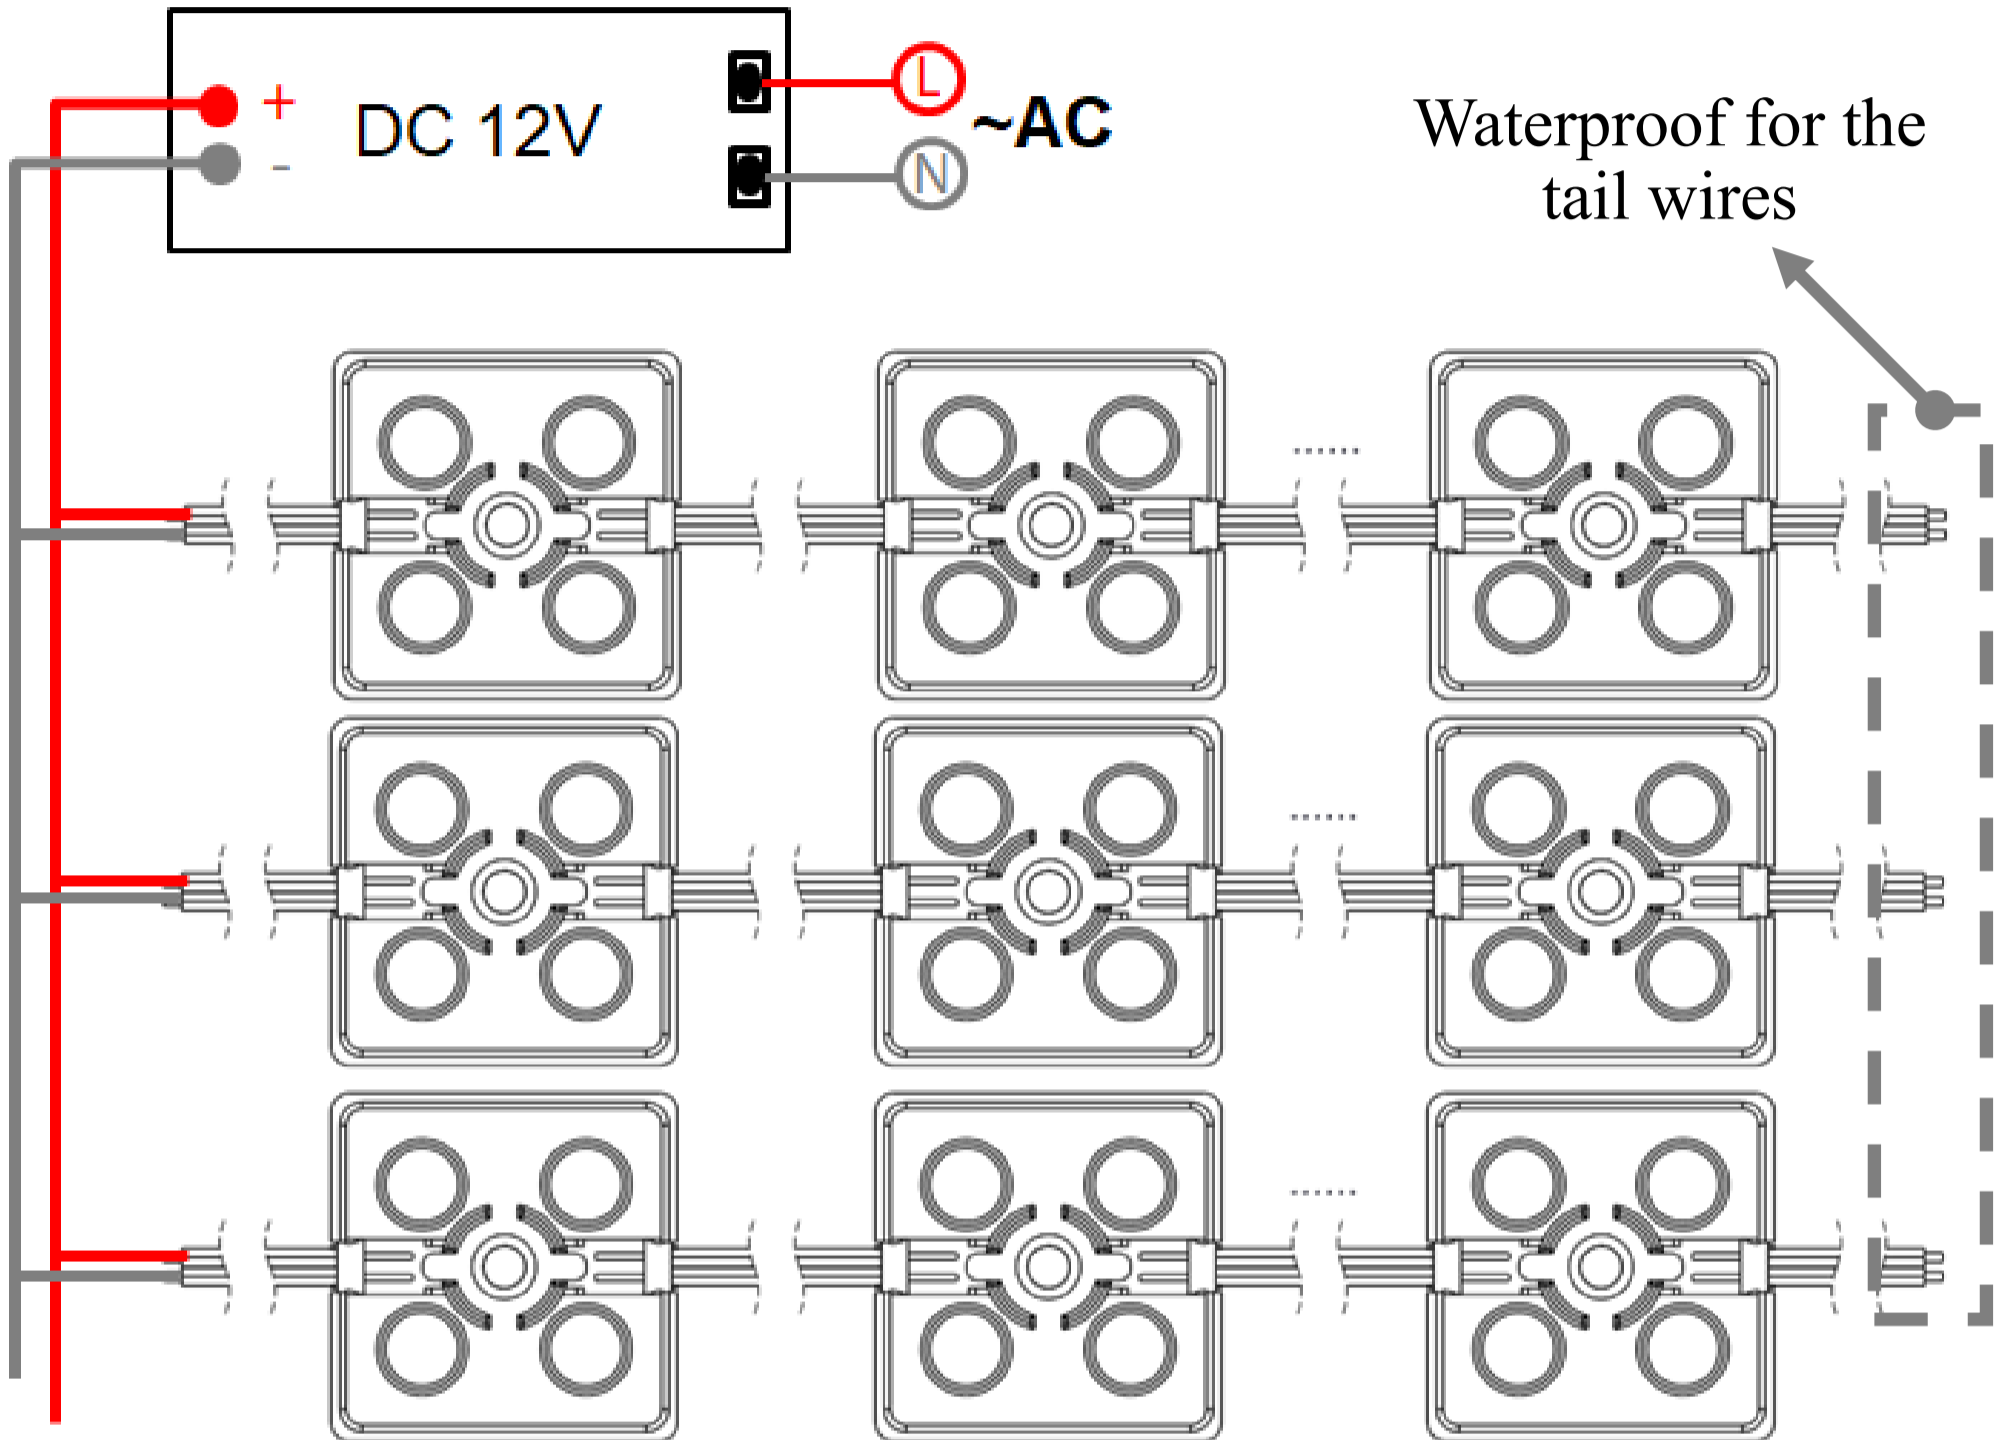 +
DC 12V
-
L
~AC
N
Waterproof for the
tail wires